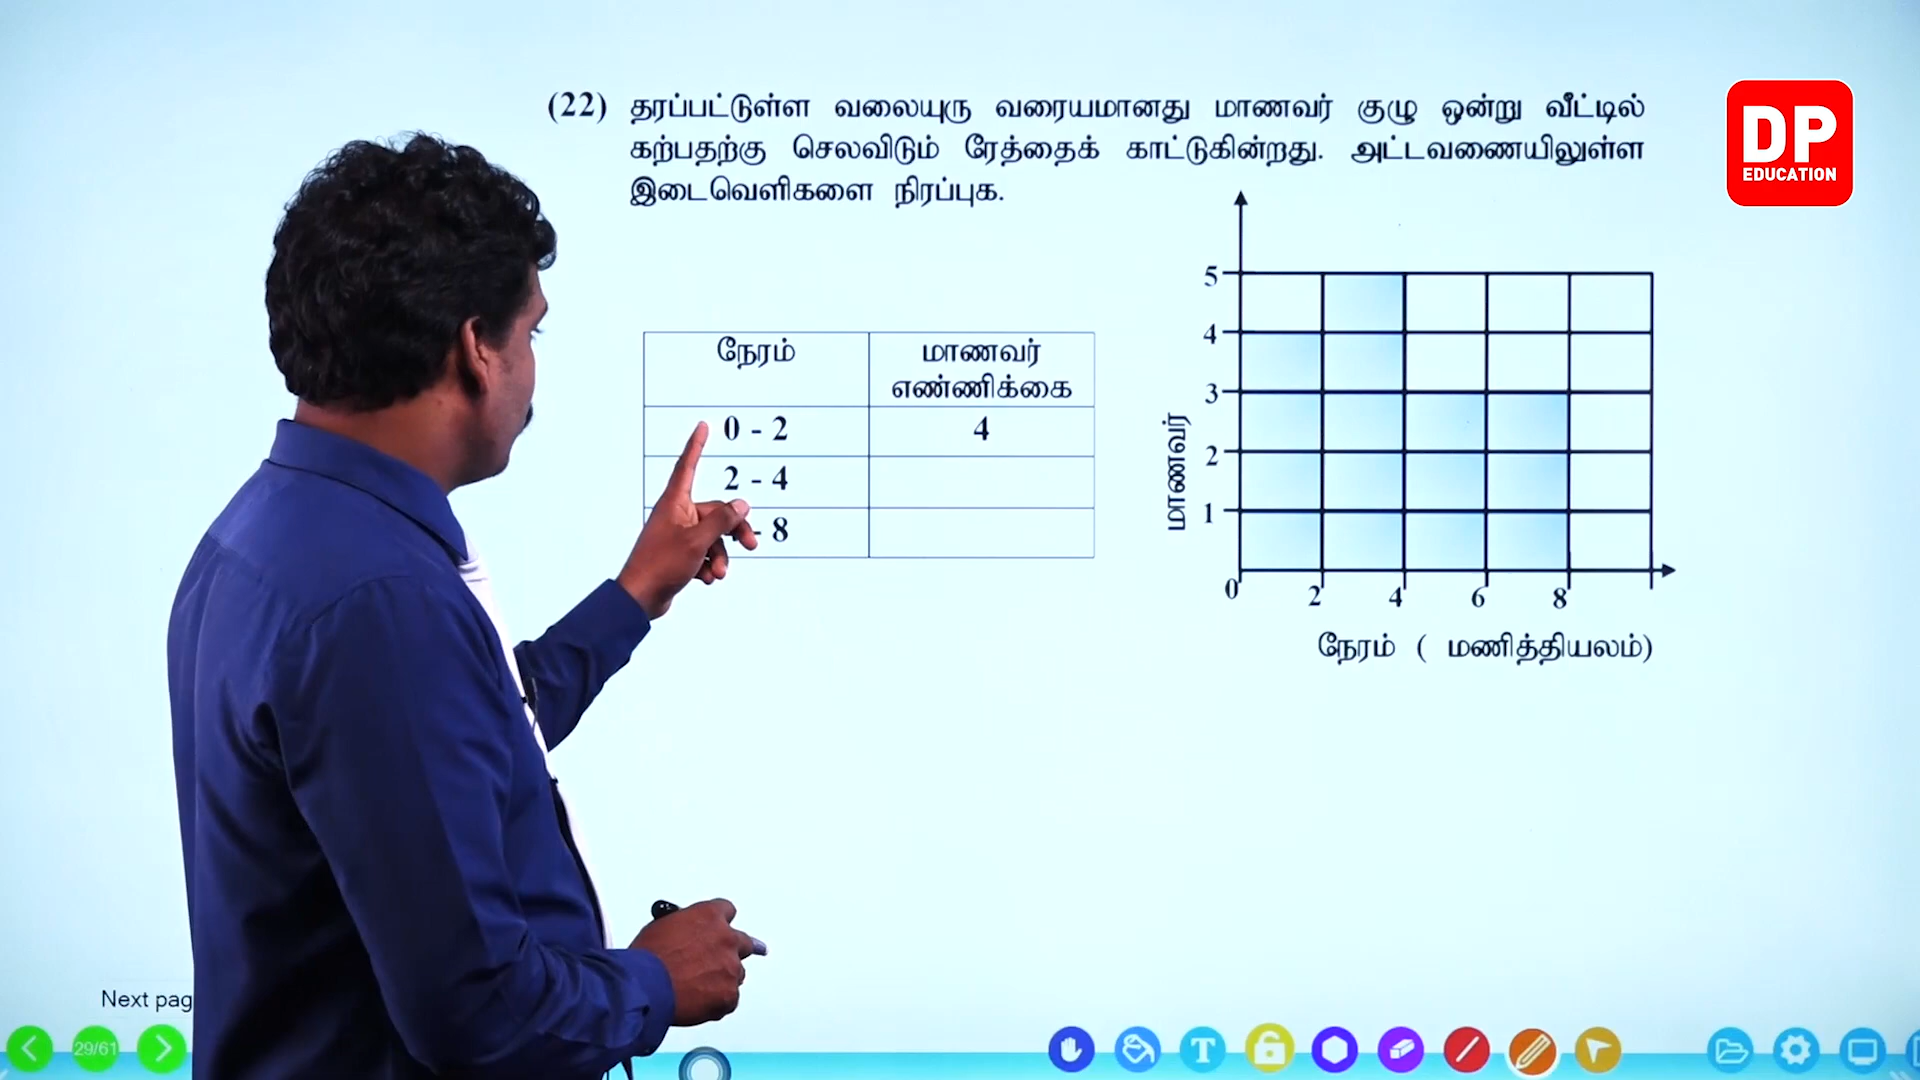 (22) தரப்பட்டுள்ள வலையுரு வரையமானது மாணவர் குழு ஒன்று வீட்டில்
கற்பதற்கு செலவிடும் ரேத்தைக் காட்டுகின்றது. அட்டவணையிலுள்ள
இடைவெளிகளை நிரப்புக.
DP
EDUCATION
நேரம்
மாணவர்
எண்ணிக்கை
0 - 2
4
2 - 4
- 8
5
4
3
2
1
மாணவர்
0
2
4
6
8
நேரம் ( மணித்தியலம்)
Next pag
29/61
T